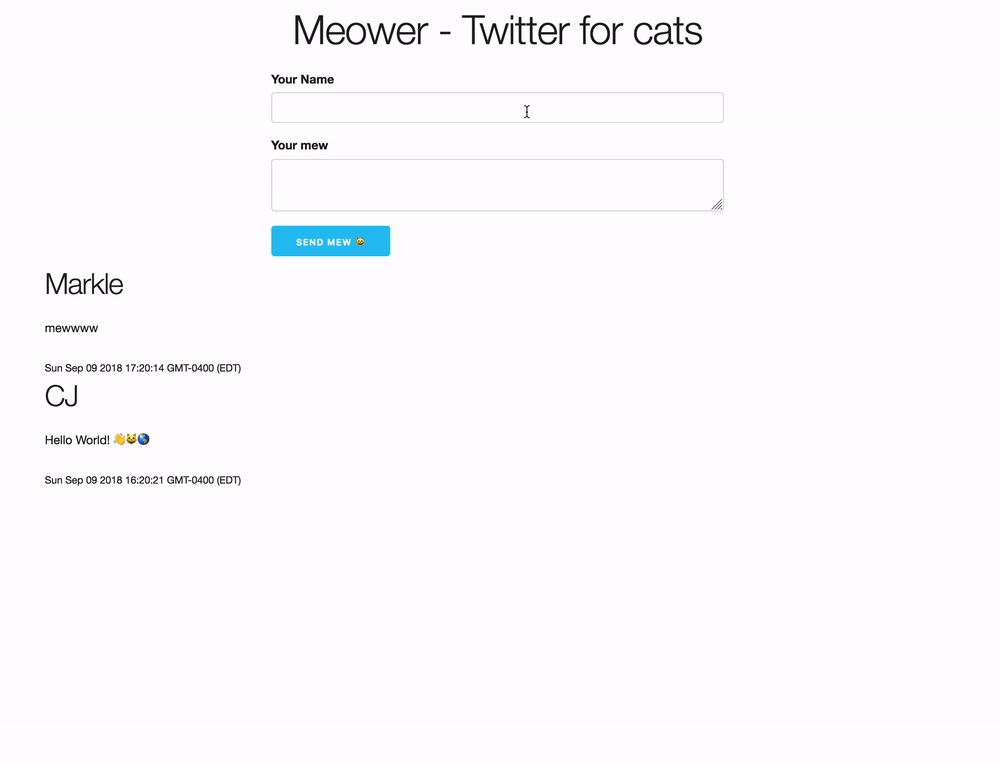 Meower - Twitter for cats
Your Name
Your mew
SEND MEW 😺
Markle
mewwww
Sun Sep 09 2018 17:20:14 GMT-0400 (EDT)
CJ
Hello World! 👋😺🌎
Sun Sep 09 2018 16:20:21 GMT-0400 (EDT)